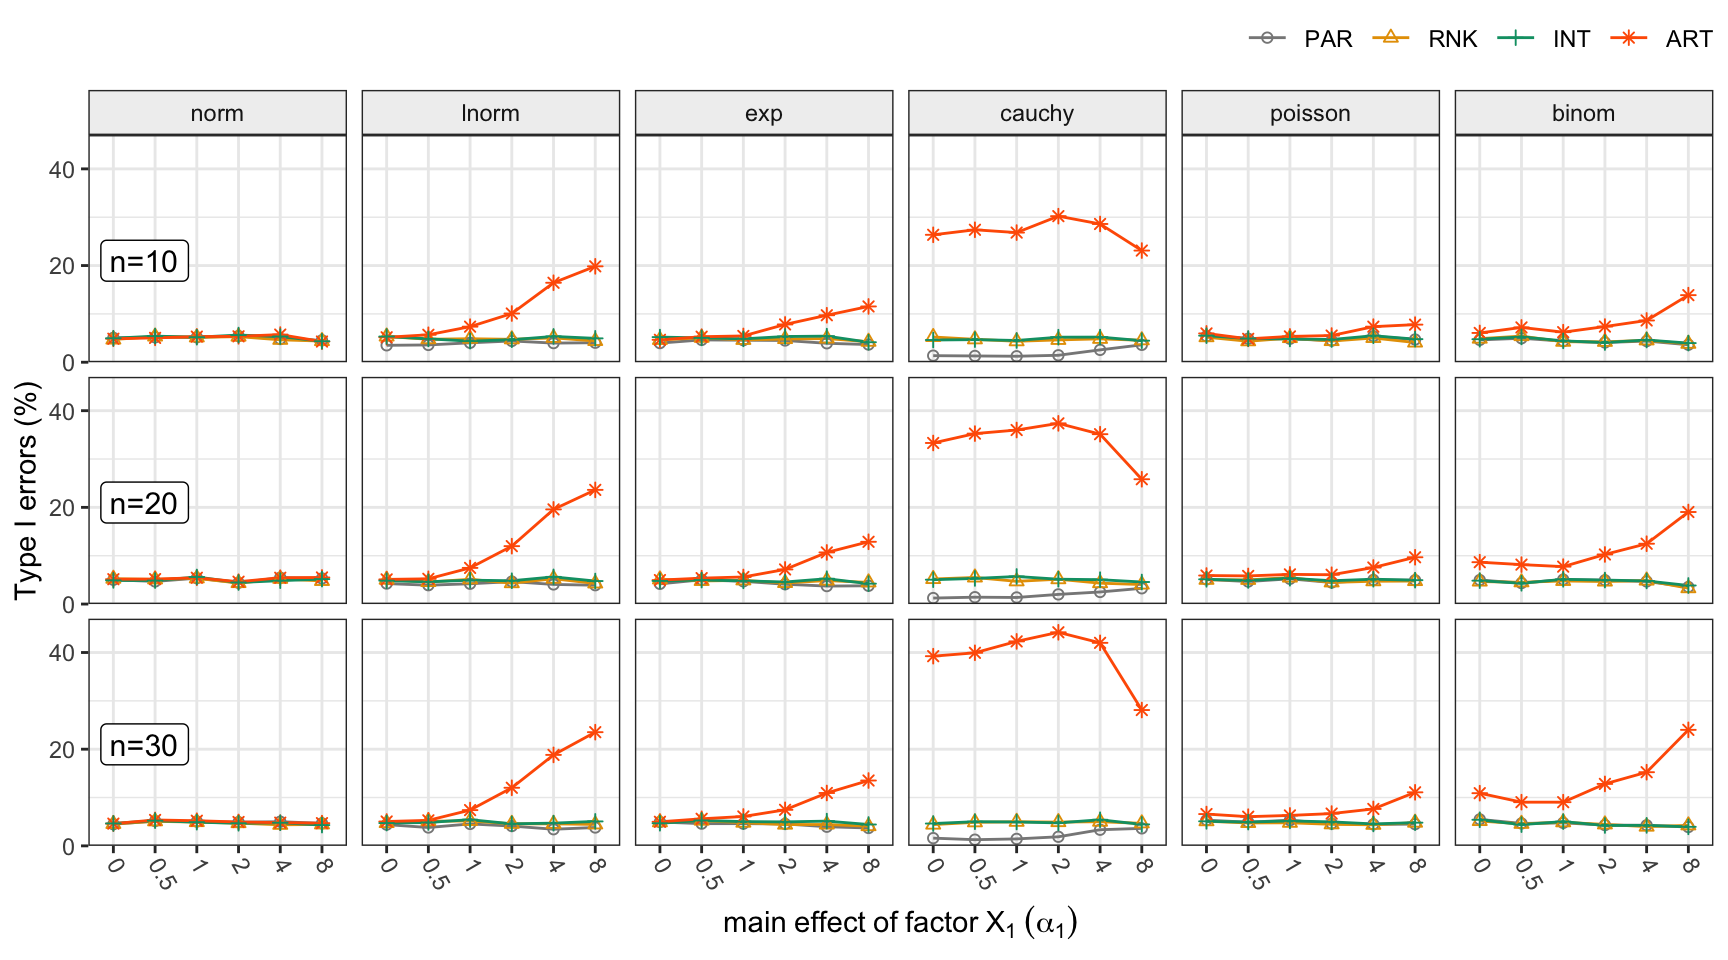 PAR RNK INT ART
norm lnorm exp cauchy poisson binom
40
20
0
n=10
40
20
0
n=20
40
20
0
n=30
Type I errors (%)
0 0.5 1 2 4 8 0 0.5 1 2 4 8 0 0.5 1 2 4 8 0 0.5 1 2 4 8 0 0.5 1 2 4 8 0 0.5 1 2 4 8
main effect of factor X₁ (α₁)